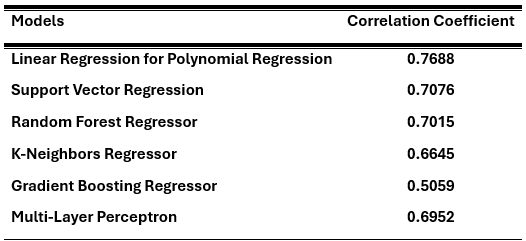 Models Correlation Coefficient
Linear Regression for Polynomial Regression 0.7688
Support Vector Regression 0.7076
Random Forest Regressor 0.7015
K-Neighbors Regressor 0.6645
Gradient Boosting Regressor 0.5059
Multi-Layer Perceptron 0.6952